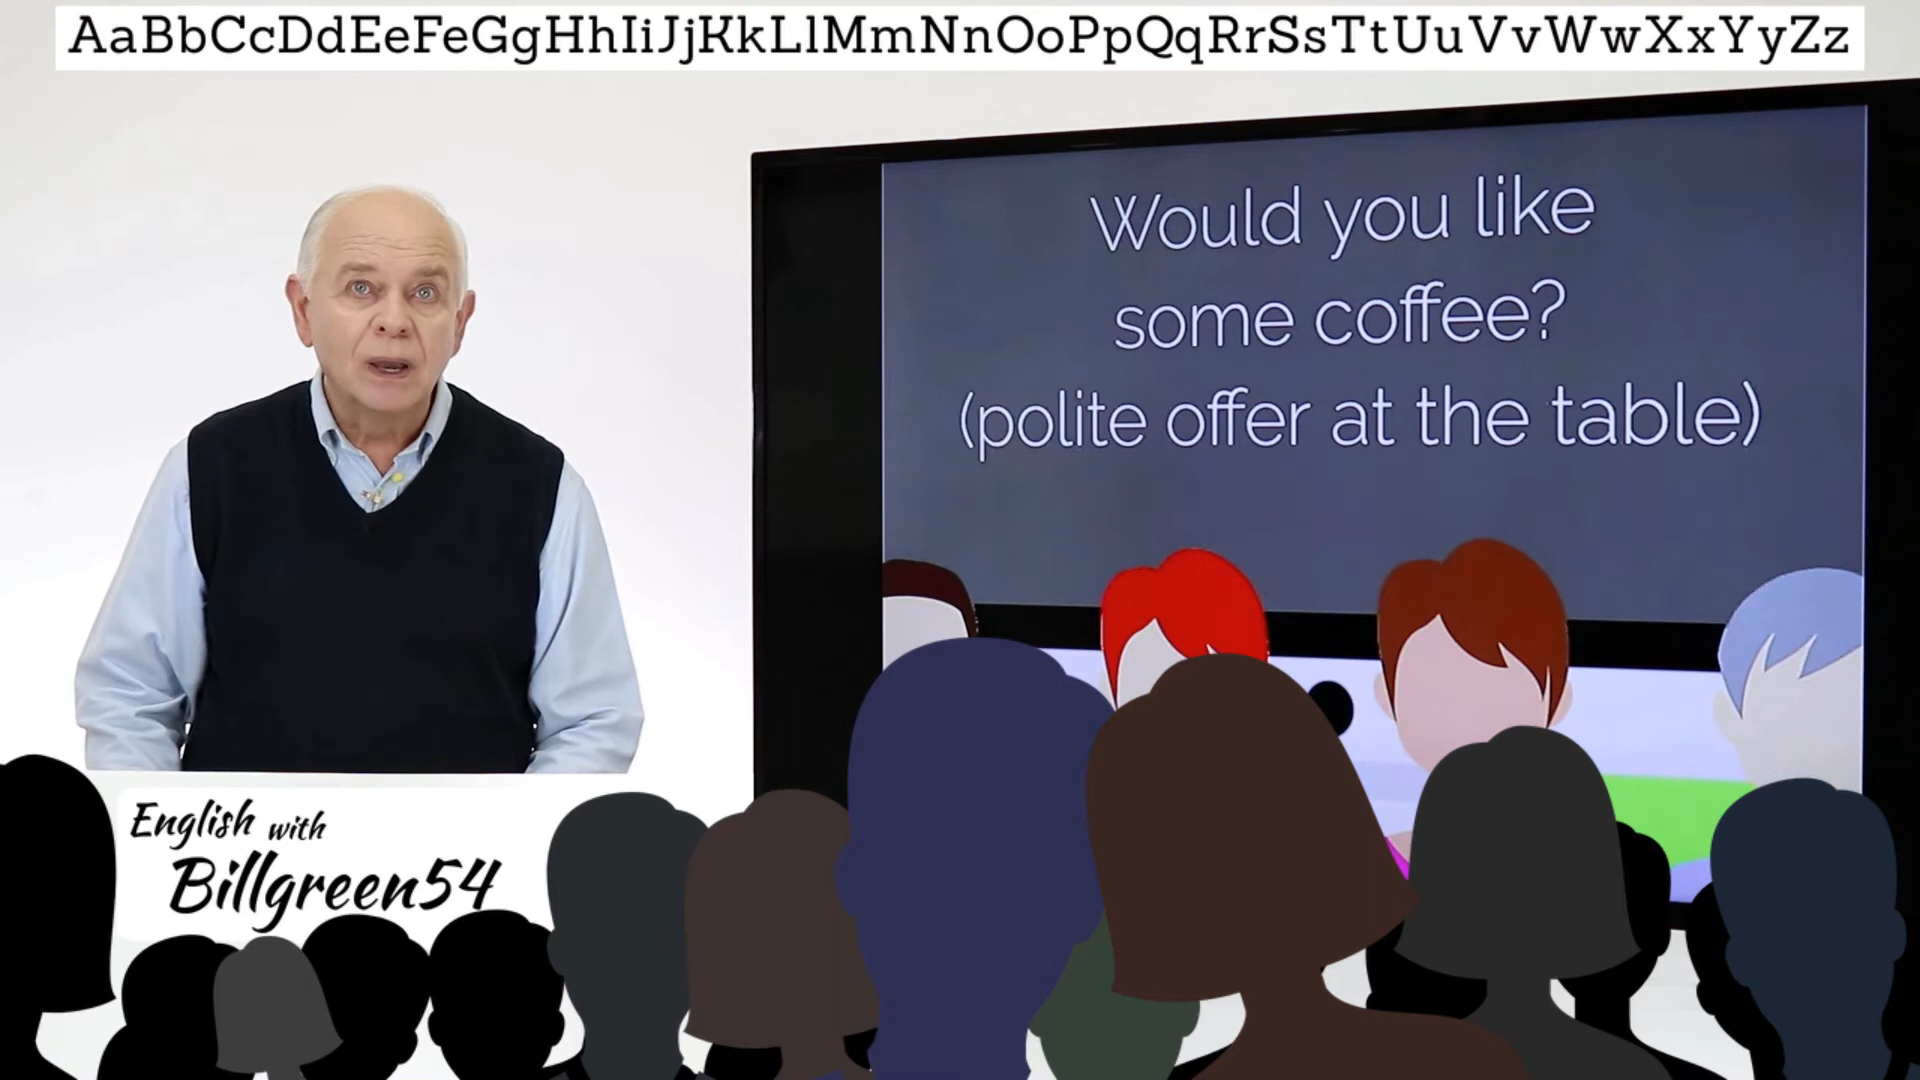 AaBbCcDdEeFeGgHhIiJjKkLlMmNnOoPpQqRrSsTtUuVvWwXxYyZz
Would you like
some coffee?
(polite offer at the table)
English with
Billgreen54